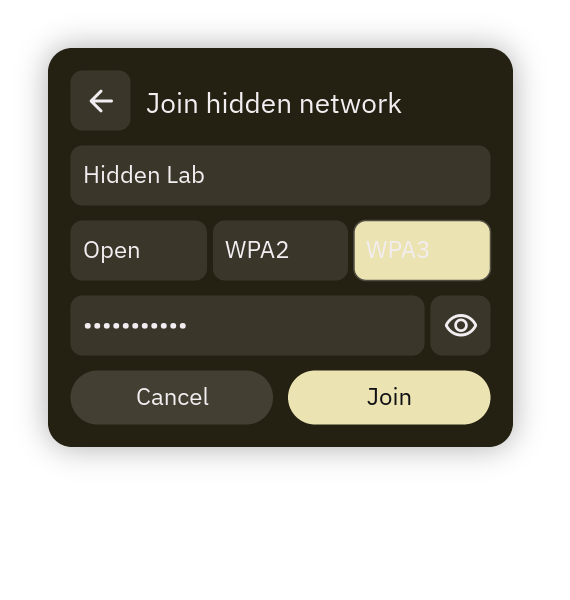 Join hidden network
Hidden Lab
Open WPA2 WPA3
•••••••••••
Cancel Join